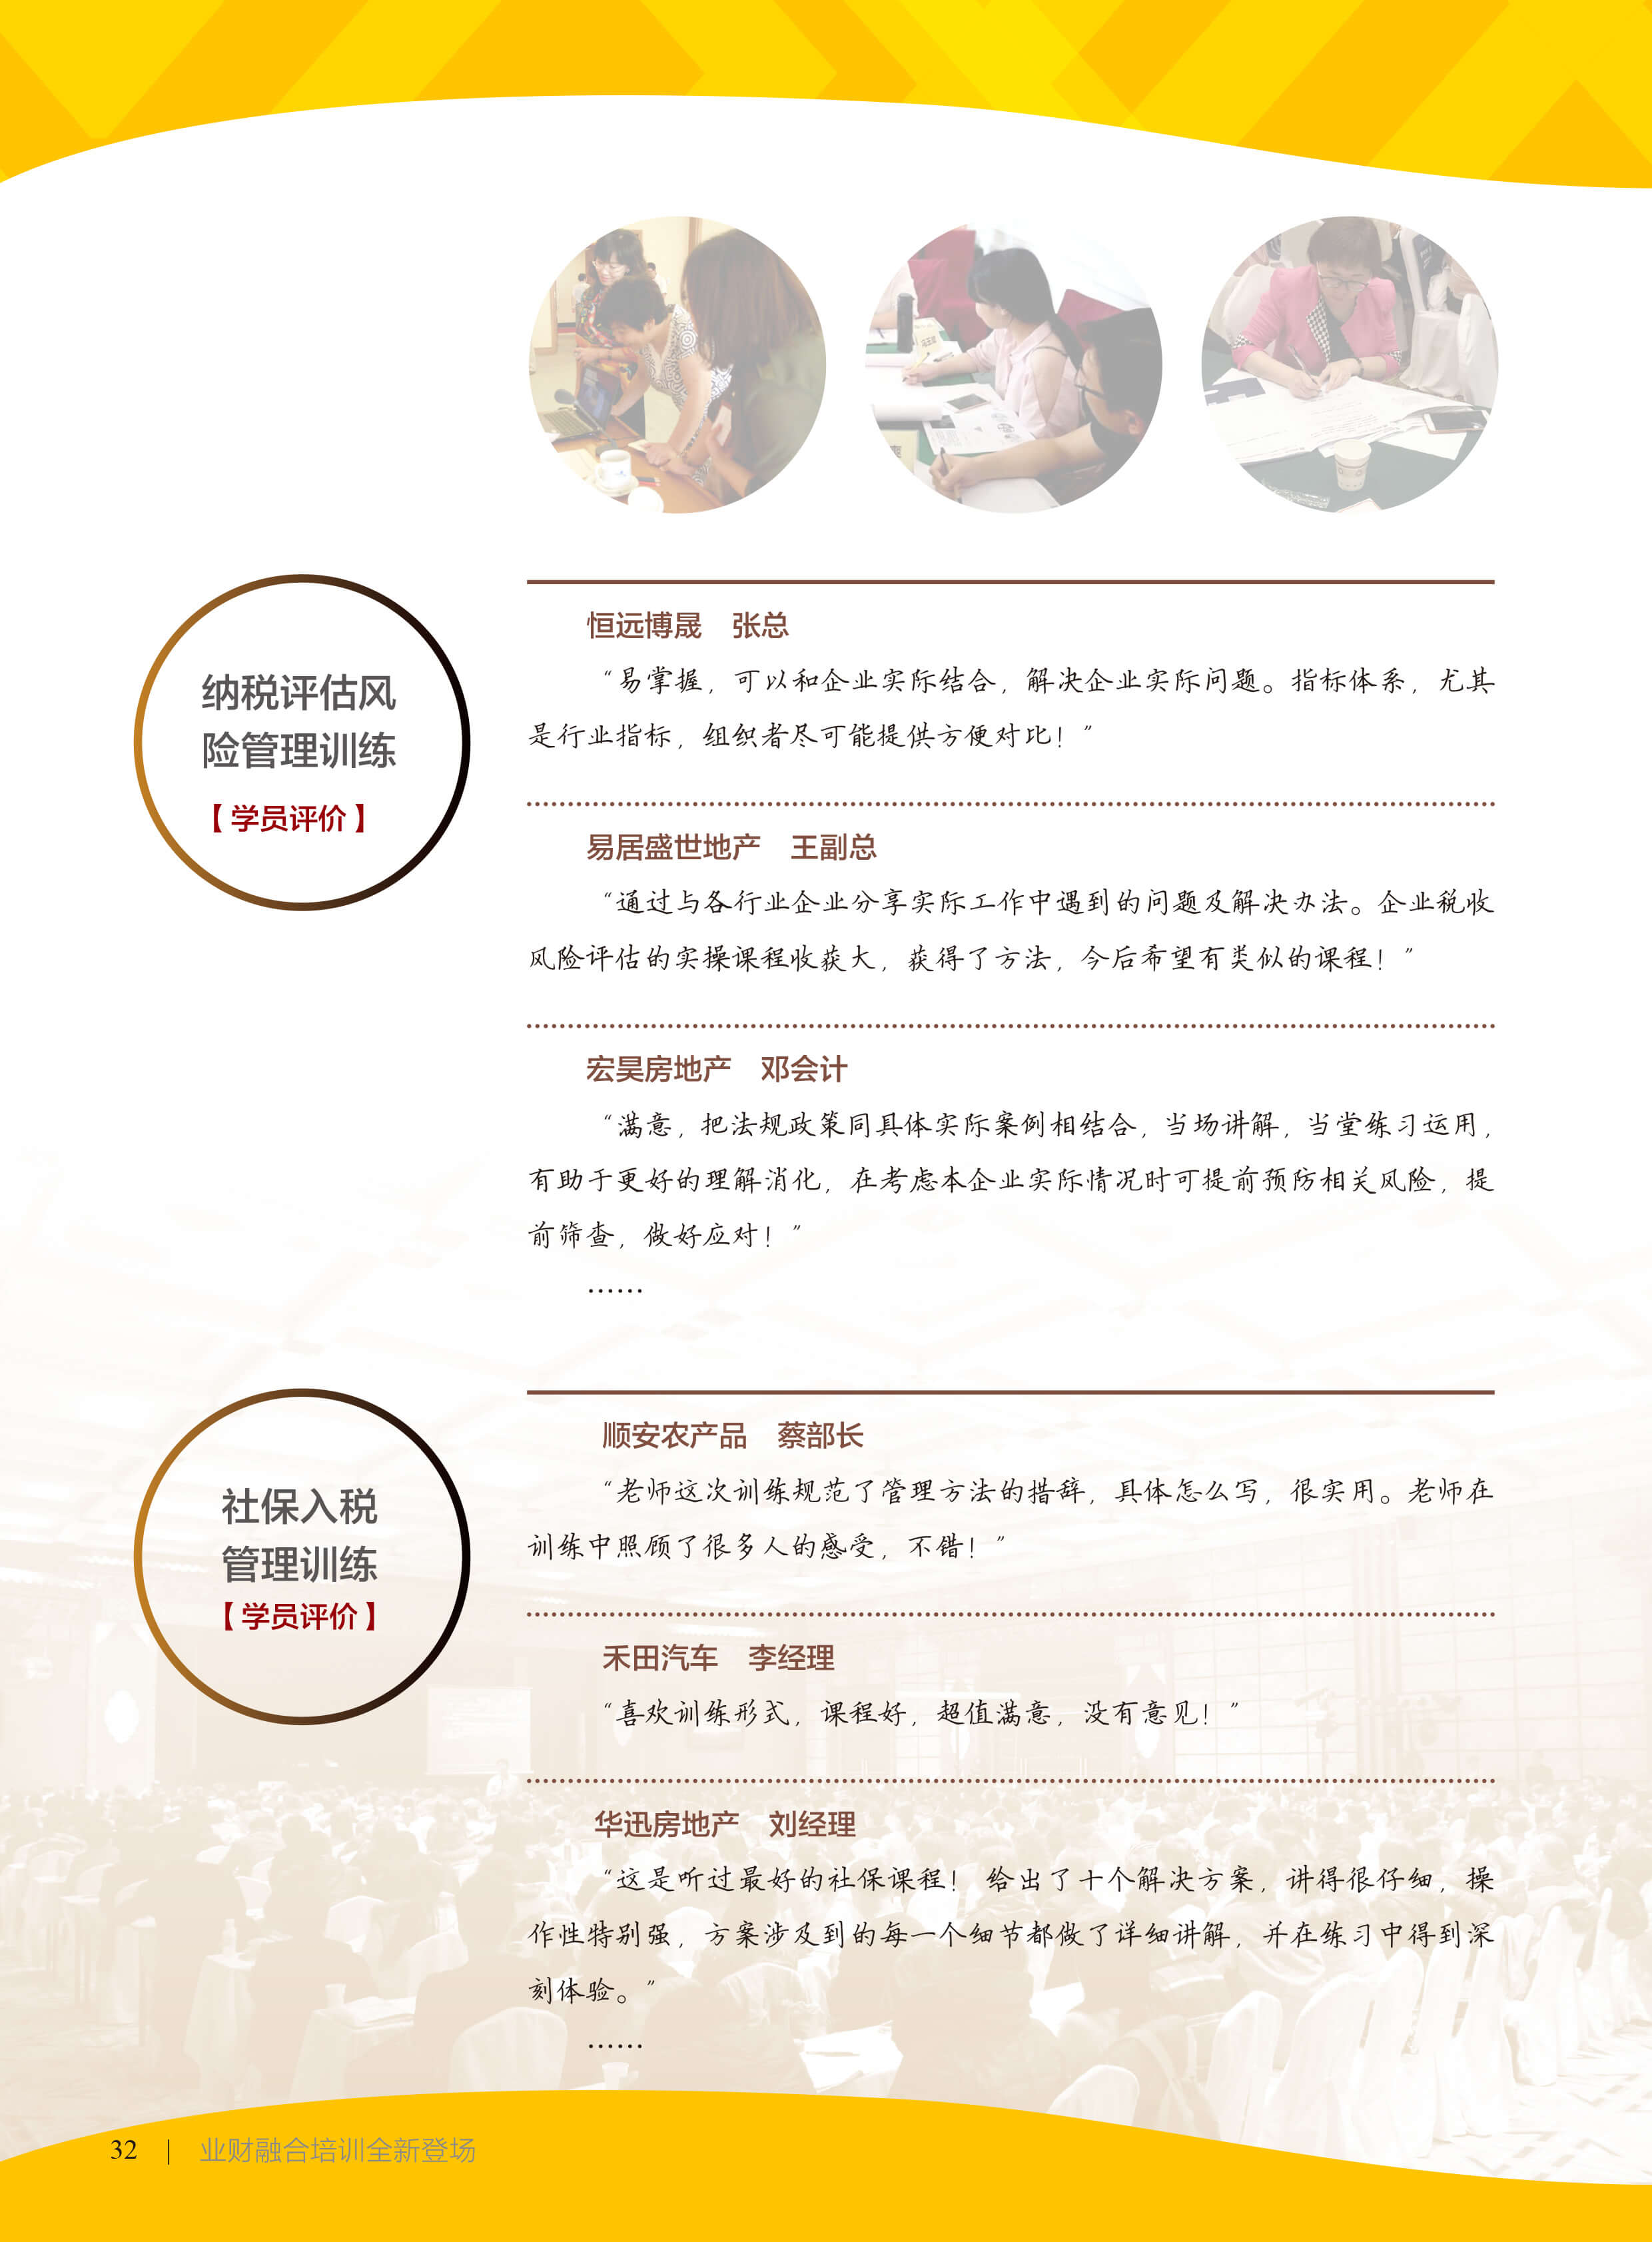 纳税评估风
险管理训练
【学员评价】
恒远博晟　张总
“易掌握，可以和企业实际结合，解决企业实际问题。指标体系，尤其
是行业指标，组织者尽可能提供方便对比！”
易居盛世地产　王副总
“通过与各行业企业分享实际工作中遇到的问题及解决办法。企业税收
风险评估的实操课程收获大，获得了方法，今后希望有类似的课程！”
宏昊房地产　邓会计
“满意，把法规政策同具体实际案例相结合，当场讲解，当堂练习运用，
有助于更好的理解消化，在考虑本企业实际情况时可提前预防相关风险，提
前筛查，做好应对！”
……
社保入税
管理训练
【学员评价】
顺安农产品　蔡部长
“老师这次训练规范了管理方法的措辞，具体怎么写，很实用。老师在
训练中照顾了很多人的感受，不错！”
禾田汽车　李经理
“喜欢训练形式，课程好，超值满意，没有意见！”
华迅房地产　刘经理
“这是听过最好的社保课程！ 给出了十个解决方案，讲得很仔细，操
作性特别强，方案涉及到的每一个细节都做了详细讲解，并在练习中得到深
刻体验。”
……
32 | 业财融合培训全新登场